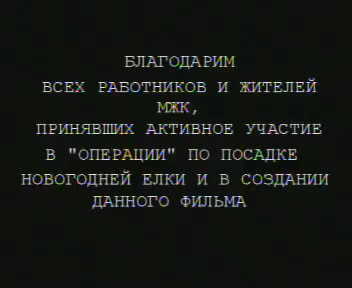 БЛАГОДАРИМ
ВСЕХ РАБОТНИКОВ И ЖИТЕЛЕЙ
МЖК,
ПРИНЯВШИХ АКТИВНОЕ УЧАСТИЕ
В "ОПЕРАЦИИ" ПО ПОСАДКЕ
НОВОГОДНЕЙ ЕЛКИ И В СОЗДАНИИ
ДАННОГО ФИЛЬМА